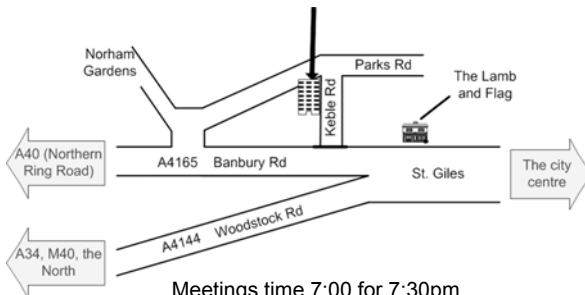 Norham
Gardens
Parks Rd
Keble Rd
The Lamb
and Flag
A40 (Northern
Ring Road)
A4165 Banbury Rd
St. Giles
The city
centre
A4144 Woodstock Rd
A34, M40, the
North
Meetings time 7:00 for 7:30pm